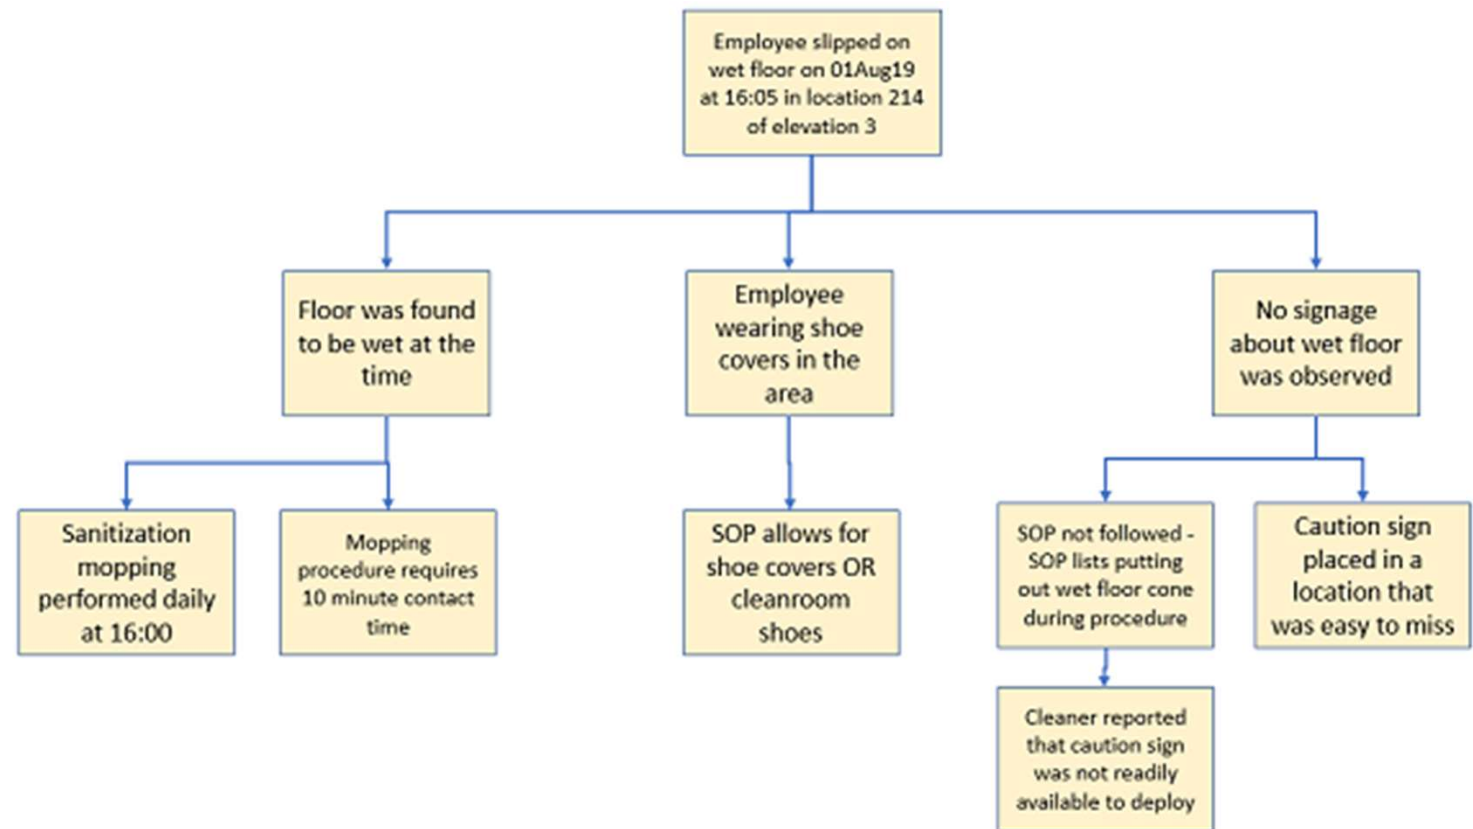 Employee slipped on
wet floor on 01Aug19
at 16:05 in location 214
of elevation 3
Floor was found
to be wet at the
time
Employee
wearing shoe
covers in the
area
No signage
about wet floor
was observed
Sanitization
mopping
performed daily
at 16:00
Mopping
procedure requires
10 minute contact
time
SOP allows for
shoe covers OR
cleanroom
shoes
SOP not followed -
SOP lists putting
out wet floor cone
during procedure
Caution sign
placed in a
location that
was easy to miss
Cleaner reported
that caution sign
was not readily
available to deploy